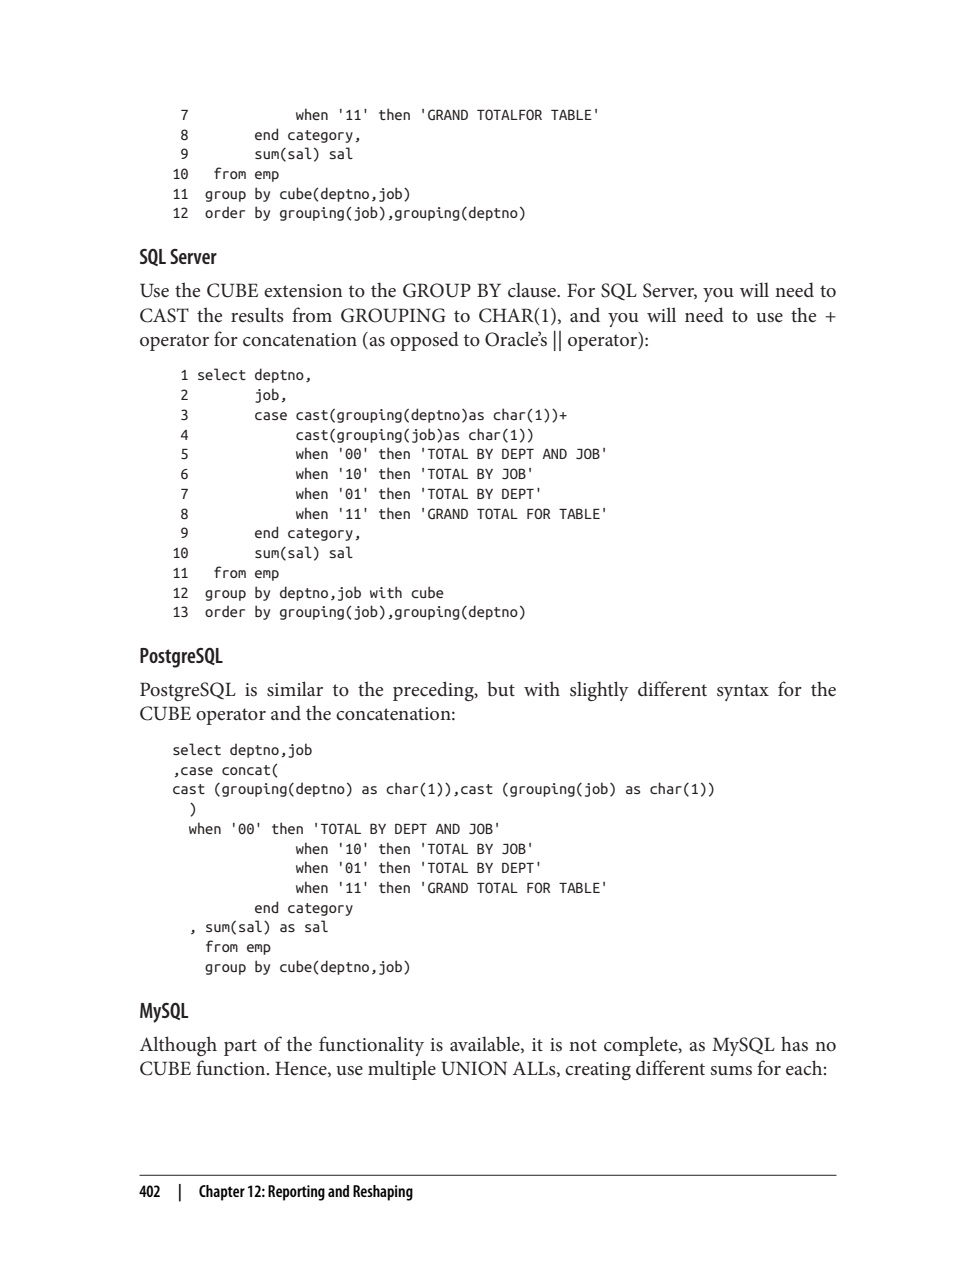 7             when '11' then 'GRAND TOTALFOR TABLE'
8        end category,
9        sum(sal) sal
10   from emp
11  group by cube(deptno,job)
12  order by grouping(job),grouping(deptno)
SQL Server
Use the CUBE extension to the GROUP BY clause. For SQL Server, you will need to
CAST the results from GROUPING to CHAR(1), and you will need to use the +
operator for concatenation (as opposed to Oracle’s || operator):
1 select deptno,
2        job,
3        case cast(grouping(deptno)as char(1))+
4             cast(grouping(job)as char(1))
5             when '00' then 'TOTAL BY DEPT AND JOB'
6             when '10' then 'TOTAL BY JOB'
7             when '01' then 'TOTAL BY DEPT'
8             when '11' then 'GRAND TOTAL FOR TABLE'
9        end category,
10        sum(sal) sal
11   from emp
12  group by deptno,job with cube
13  order by grouping(job),grouping(deptno)
PostgreSQL
PostgreSQL is similar to the preceding, but with slightly different syntax for the
CUBE operator and the concatenation:
select deptno,job
,case concat(
cast (grouping(deptno) as char(1)),cast (grouping(job) as char(1))
  )
  when '00' then 'TOTAL BY DEPT AND JOB'
               when '10' then 'TOTAL BY JOB'
               when '01' then 'TOTAL BY DEPT'
               when '11' then 'GRAND TOTAL FOR TABLE'
          end category
  , sum(sal) as sal
    from emp
    group by cube(deptno,job)
MySQL
Although part of the functionality is available, it is not complete, as MySQL has no
CUBE function. Hence, use multiple UNION ALLs, creating different sums for each:
402 | Chapter 12: Reporting and Reshaping